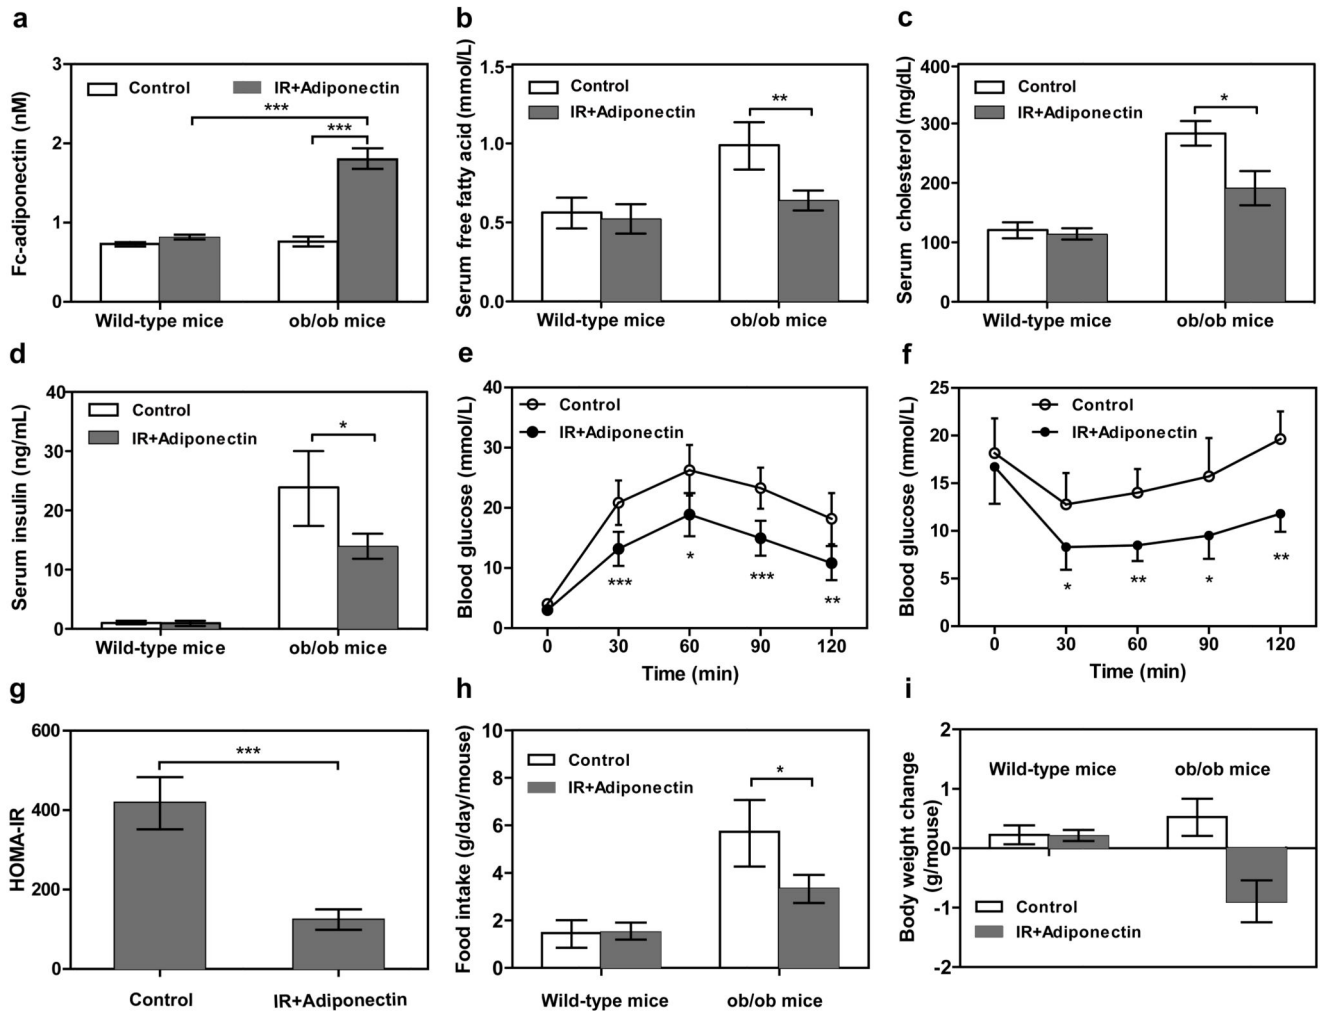 a
Fc-adiponectin (nM)
3
2
1
0
Control
IR+Adiponectin
***
***
Wild-type mice
ob/ob mice
b
Serum free fatty acid (mmol/L)
1.5
1.0
0.5
0.0
Control
IR+Adiponectin
**
Wild-type mice
ob/ob mice
c
Serum cholesterol (mg/dL)
400
300
200
100
0
Control
IR+Adiponectin
*
Wild-type mice
ob/ob mice
d
Serum insulin (ng/mL)
40
30
20
10
0
Control
IR+Adiponectin
*
Wild-type mice
ob/ob mice
e
Blood glucose (mmol/L)
40
30
20
10
0
Control
IR+Adiponectin
***
*
***
**
0
30
60
90
120
Time (min)
f
Blood glucose (mmol/L)
25
20
15
10
5
0
Control
IR+Adiponectin
*
**
*
**
0
30
60
90
120
Time (min)
g
HOMA-IR
600
400
200
0
***
Control
IR+Adiponectin
h
Food intake (g/day/mouse)
10
8
6
4
2
0
Control
IR+Adiponectin
*
Wild-type mice
ob/ob mice
i
Body weight change
(g/mouse)
2
1
0
-1
-2
Wild-type mice
ob/ob mice
Control
IR+Adiponectin